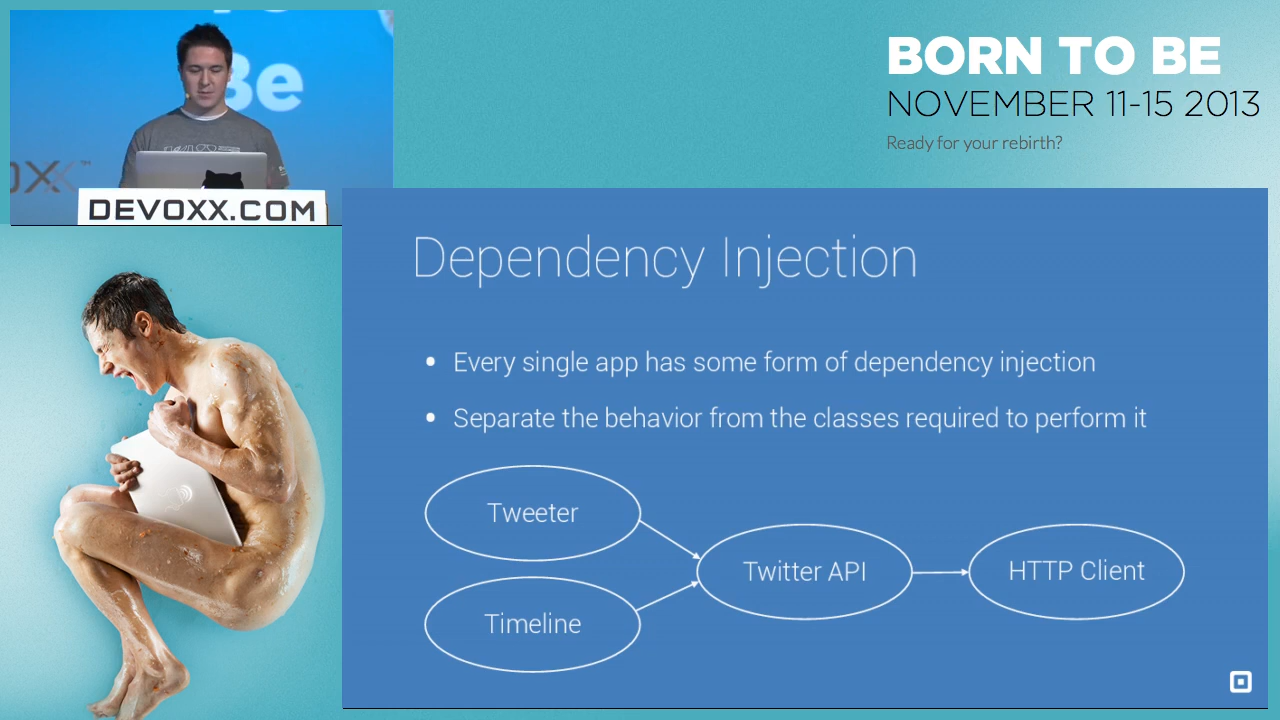 Be
DEVOXX.COM
BORN TO BE
NOVEMBER 11-15 2013
Ready for your rebirth?
Dependency Injection
• Every single app has some form of dependency injection
• Separate the behavior from the classes required to perform it
Tweeter
Twitter API
HTTP Client
Timeline